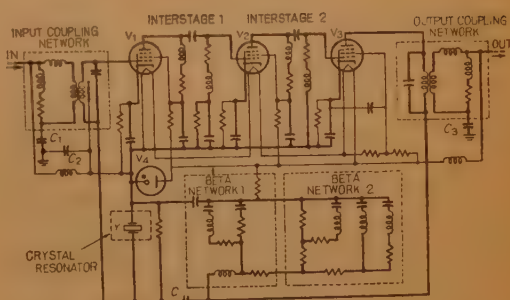 INPUT COUPLING
NETWORK
IN
V1
INTERSTAGE 1
V2
INTERSTAGE 2
V3
OUTPUT COUPLING
NETWORK
OUT
C1
C2
C3
V4
BETA
NETWORK 1
BETA
NETWORK 2
Y
CRYSTAL
RESONATOR
C